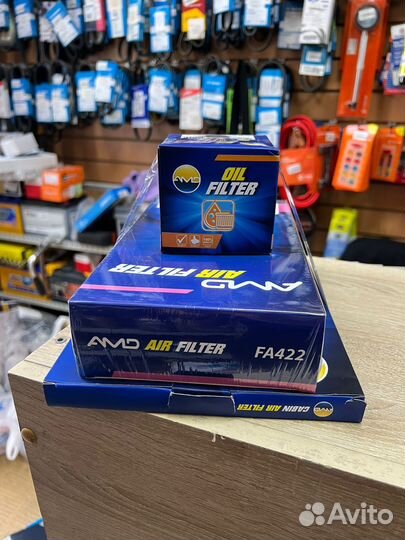 AMD
OIL
FILTER
AMD
AIR FILTER
AMD AIR FILTER FA422
CABIN AIR FILTER AMD
Avito